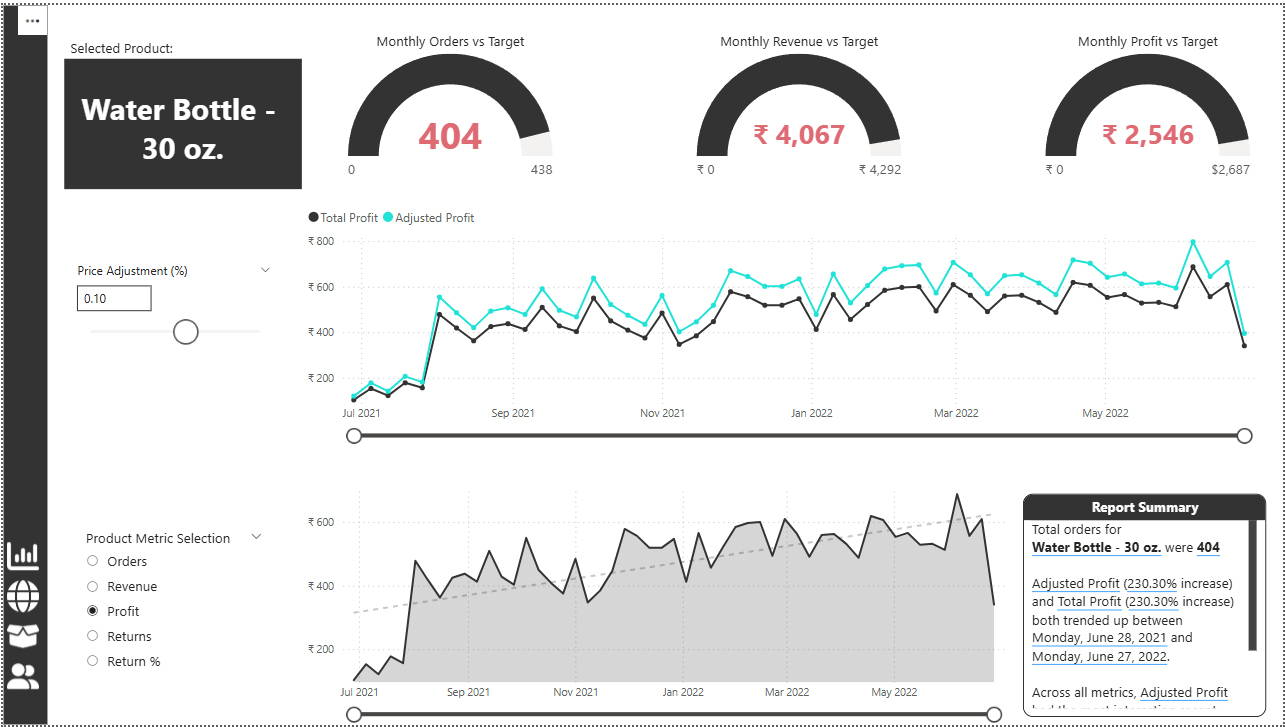 Selected Product:
Water Bottle -
30 oz.
Monthly Orders vs Target
404
0
438
Monthly Revenue vs Target
₹ 4,067
₹ 0
₹ 4,292
Monthly Profit vs Target
₹ 2,546
₹ 0
$2,687
Price Adjustment (%)
0.10
Total Profit Adjusted Profit
₹ 800
₹ 600
₹ 400
₹ 200
Jul 2021 Sep 2021 Nov 2021 Jan 2022 Mar 2022 May 2022
Product Metric Selection
Orders
Revenue
Profit
Returns
Return %
₹ 600
₹ 400
₹ 200
Jul 2021 Sep 2021 Nov 2021 Jan 2022 Mar 2022 May 2022
Report Summary
Total orders for
Water Bottle - 30 oz. were 404
Adjusted Profit (230.30% increase)
and Total Profit (230.30% increase)
both trended up between
Monday, June 28, 2021 and
Monday, June 27, 2022.
Across all metrics, Adjusted Profit